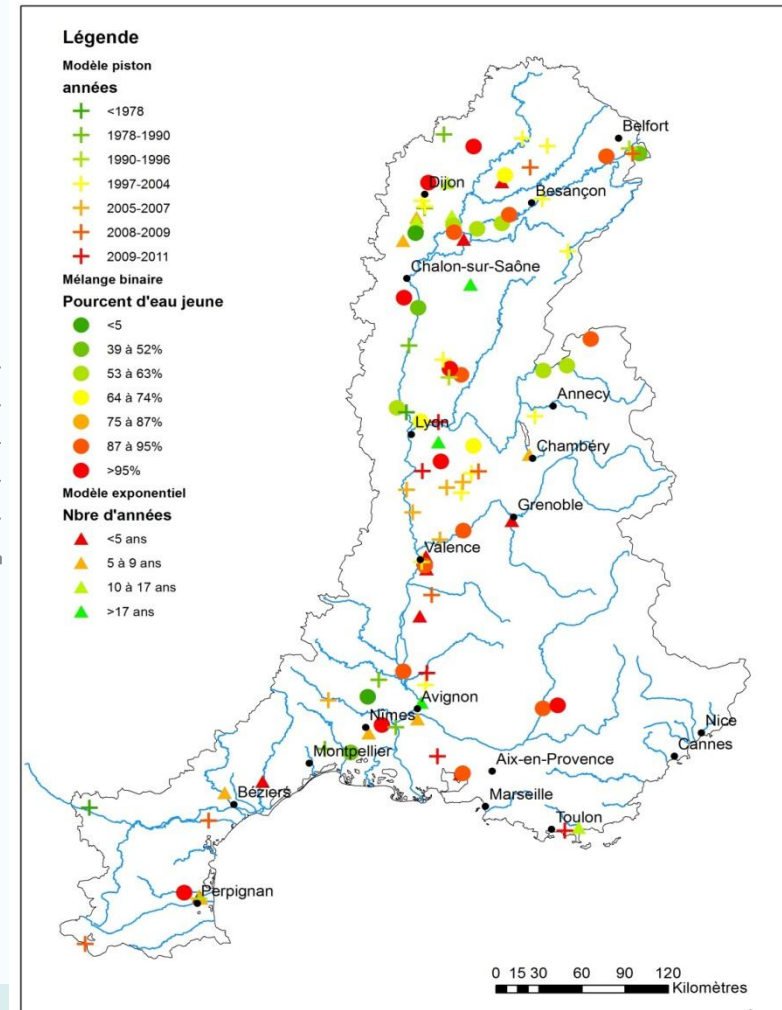 Légende
Modèle piston
années
<1978
1978-1990
1990-1996
1997-2004
2005-2007
2008-2009
2009-2011
Mélange binaire
Pourcent d'eau jeune
<5
39 à 52%
53 à 63%
64 à 74%
75 à 87%
87 à 95%
>95%
Modèle exponentiel
Nbre d'années
<5 ans
5 à 9 ans
10 à 17 ans
>17 ans
Belfort
Dijon
Besançon
Chalon-sur-Saône
Annecy
Lyon
Chambéry
Grenoble
Valence
Avignon
Nîmes
Nice
Cannes
Montpellier
Aix-en-Provence
Béziers
Marseille
Toulon
Perpignan
0 15 30 60 90 120
Kilomètres